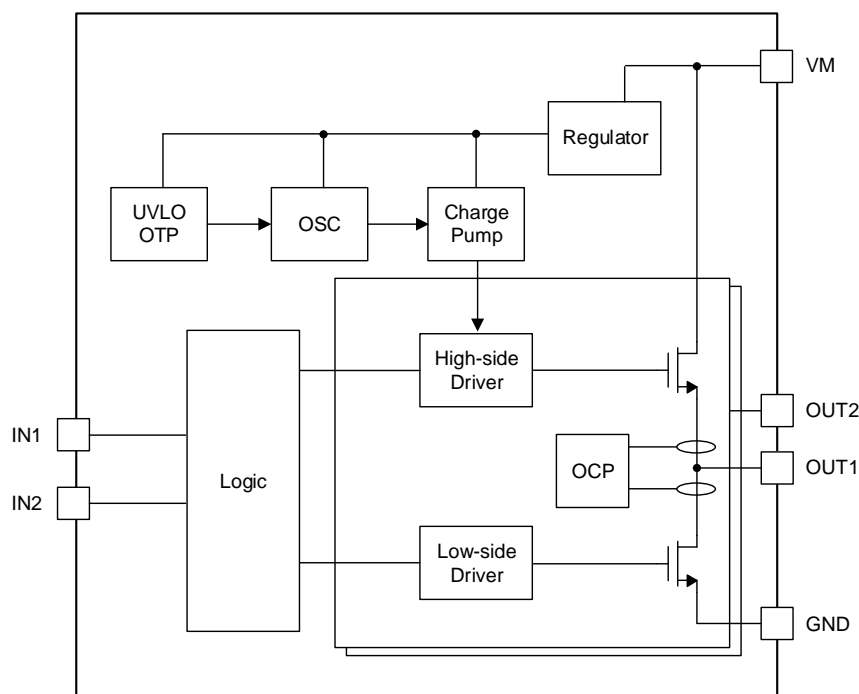 VM
Regulator
UVLO
OTP
OSC
Charge
Pump
High-side
Driver
OUT2
IN1
OCP
OUT1
Logic
IN2
Low-side
Driver
GND